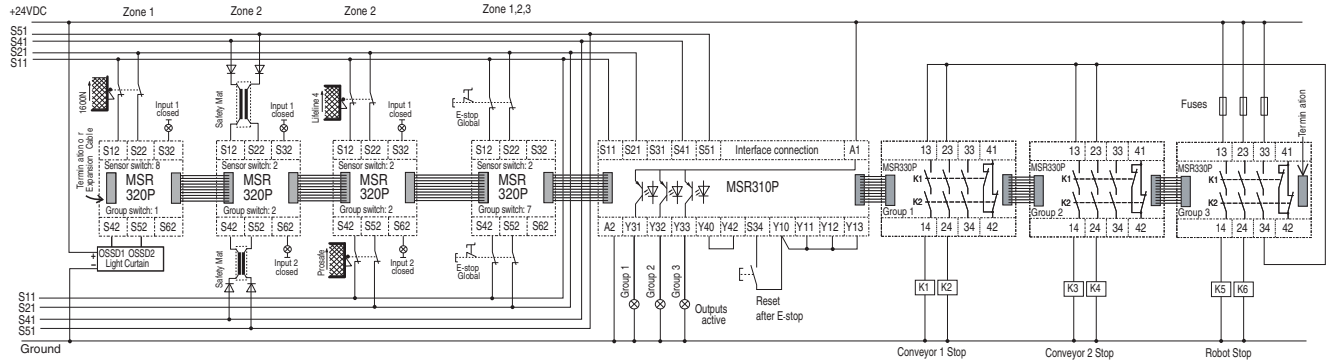 +24VDC Zone 1 Zone 2 Zone 2 Zone 1,2,3
S51
S41
S21
S11
1600N
Input 1
closed
Safety Mat
Input 1
closed
Lifeline 4
Input 1
closed
E-stop
Global
Fuses
Termination or
Expansion Cable
S12 S22 S32
Sensor switch: 8
MSR
320P
Group switch: 1
S42 S52 S62
S12 S22 S32
Sensor switch: 2
MSR
320P
Group switch: 2
S42 S52 S62
S12 S22 S32
Sensor switch: 2
MSR
320P
Group switch: 2
S42 S52 S62
S12 S22 S32
Sensor switch: 2
MSR
320P
Group switch: 7
S42 S52 S62
S11 S21 S31 S41 S51 Interface connection A1
MSR310P
A2 Y31 Y32 Y33 Y40 Y42 S34 Y10 Y11 Y12 Y13
13 23 33 41
MSR330P
K1
K2
Group 1
14 24 34 42
13 23 33 41
MSR330P
K1
K2
Group 2
14 24 34 42
13 23 33 41
MSR330P
K1
K2
Group 3
14 24 34 42
Termin ation
+ OSSD1 OSSD2
− Light Curtain
Safety Mat
Input 2
closed
Prosafe
Input 2
closed
E-stop
Global
Group 1
Group 2
Group 3
Outputs
active
Reset
after E-stop
K1 K2
K3 K4
K5 K6
S11
S21
S41
S51
Ground
Conveyor 1 Stop Conveyor 2 Stop Robot Stop